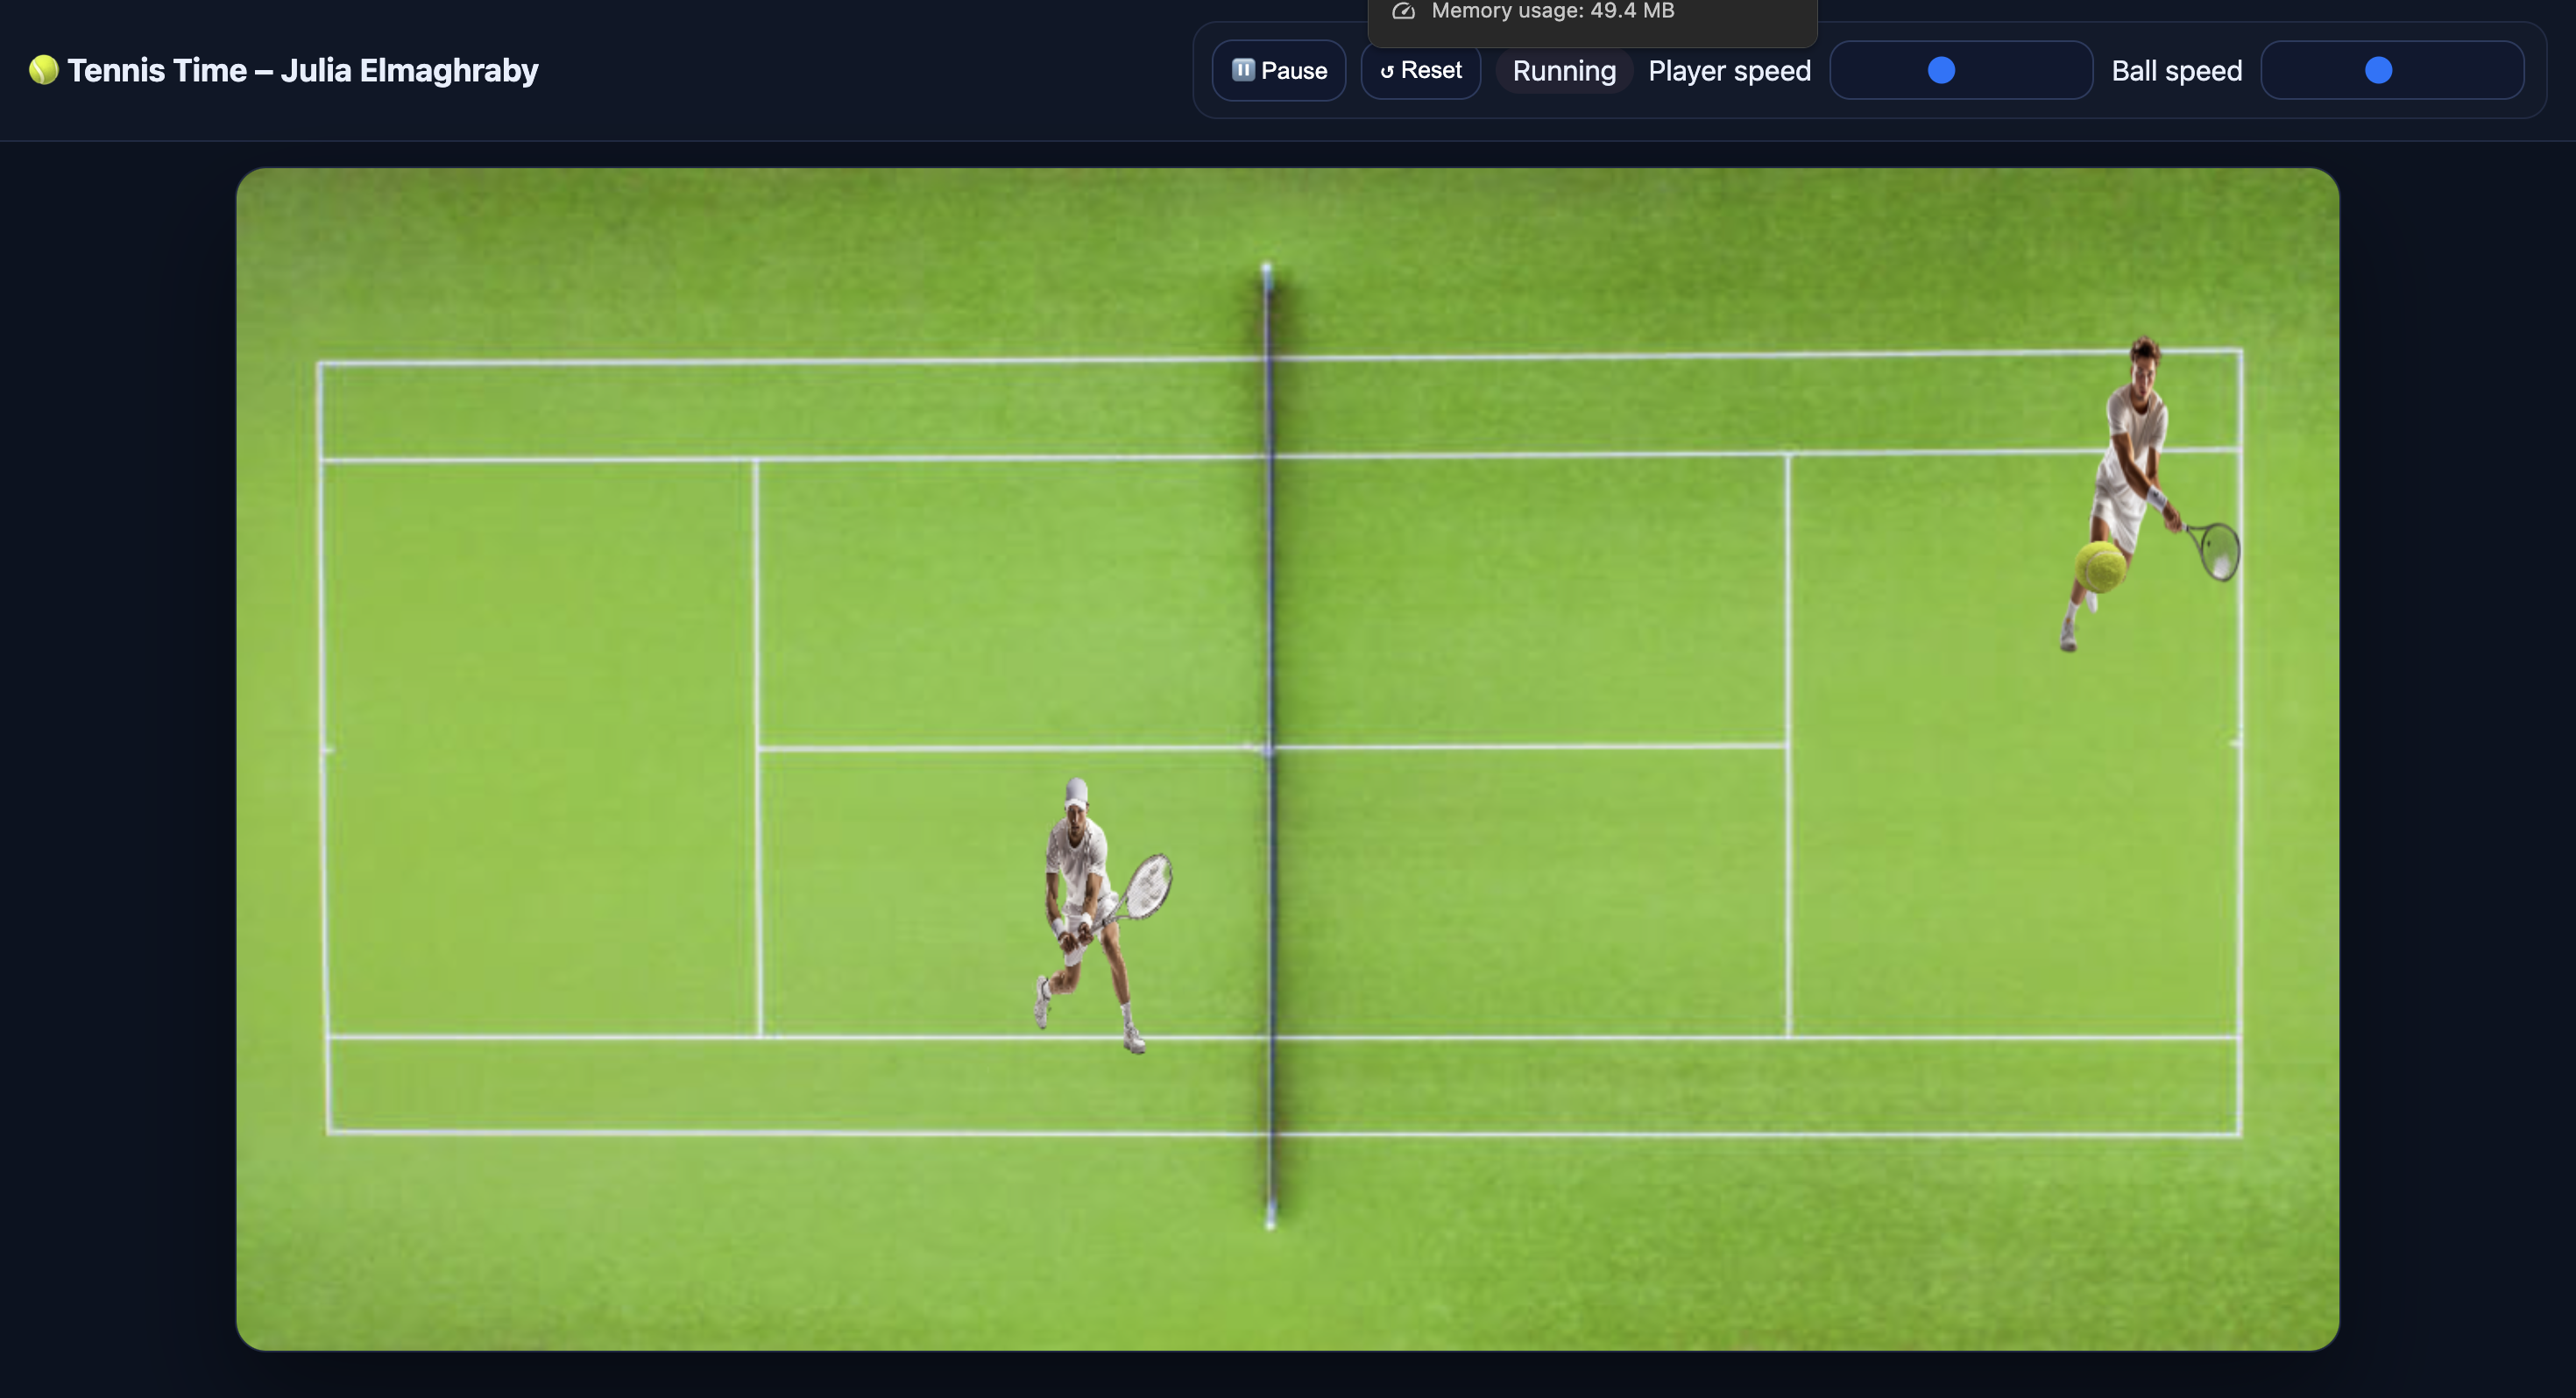 Memory usage: 49.4 MB
Tennis Time – Julia Elmaghraby
Pause
↺ Reset
Running
Player speed
Ball speed